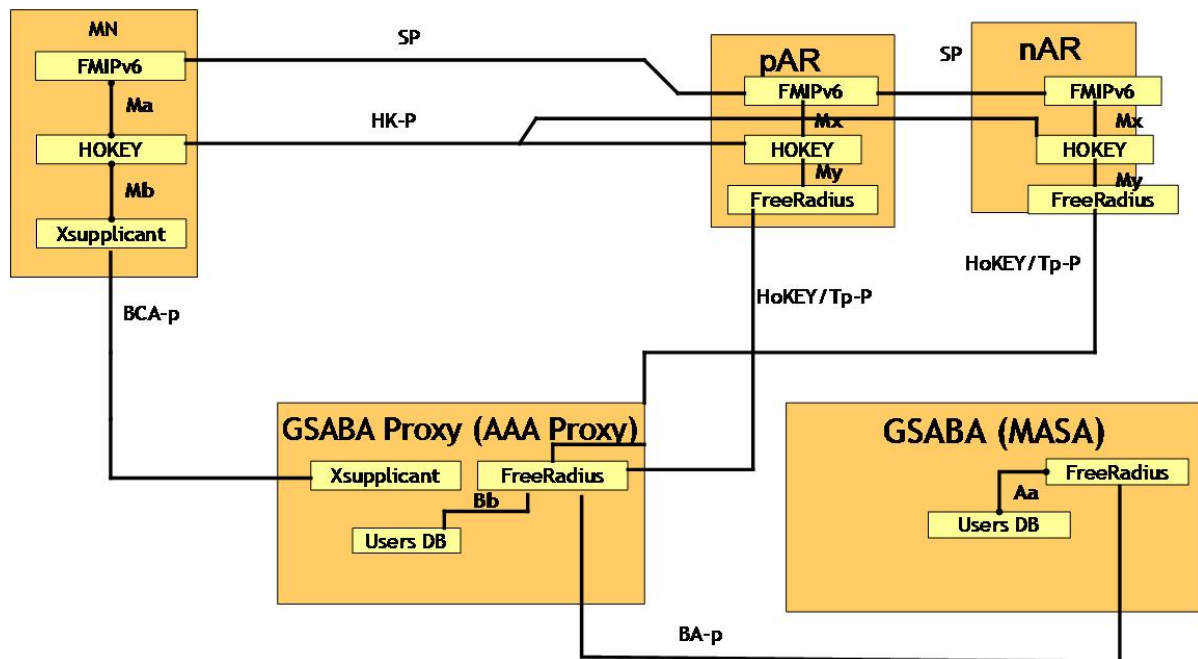 MN
FMIPv6
Ma
HOKEY
Mb
Xsupplicant
SP
HK-P
BCA-p
pAR
FMIPv6
Mx
HOKEY
My
FreeRadius
SP
nAR
FMIPv6
Mx
HOKEY
My
FreeRadius
HoKEY/Tp-P
HoKEY/Tp-P
GSABA Proxy (AAA Proxy)
Xsupplicant
FreeRadius
Bb
Users DB
GSABA (MASA)
FreeRadius
Aa
Users DB
BA-p